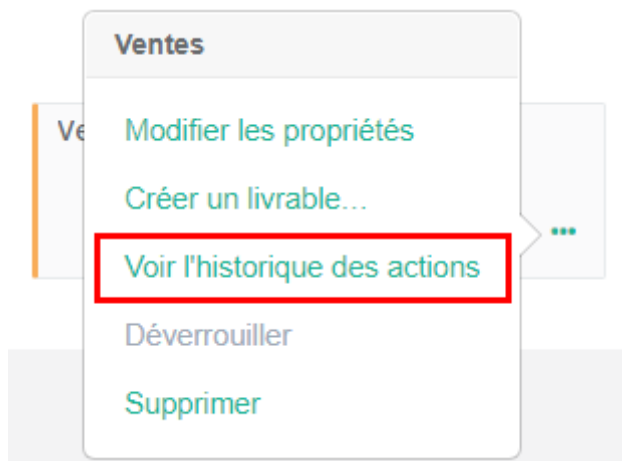 Ventes
Ve
Modifier les propriétés
Créer un livrable...
Voir l'historique des actions
Déverrouiller
Supprimer